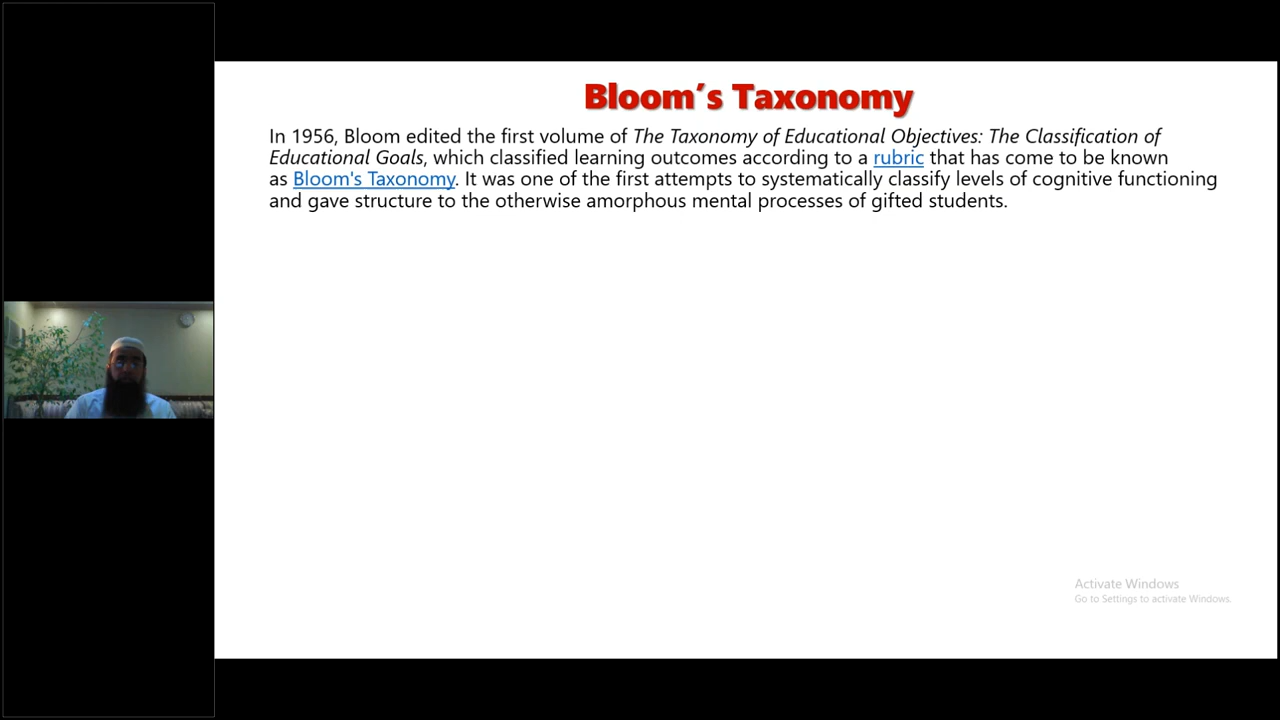 Bloom´s Taxonomy
In 1956, Bloom edited the first volume of The Taxonomy of Educational Objectives: The Classification of
Educational Goals, which classified learning outcomes according to a rubric that has come to be known
as Bloom's Taxonomy. It was one of the first attempts to systematically classify levels of cognitive functioning
and gave structure to the otherwise amorphous mental processes of gifted students.
Activate Windows
Go to Settings to activate Windows.